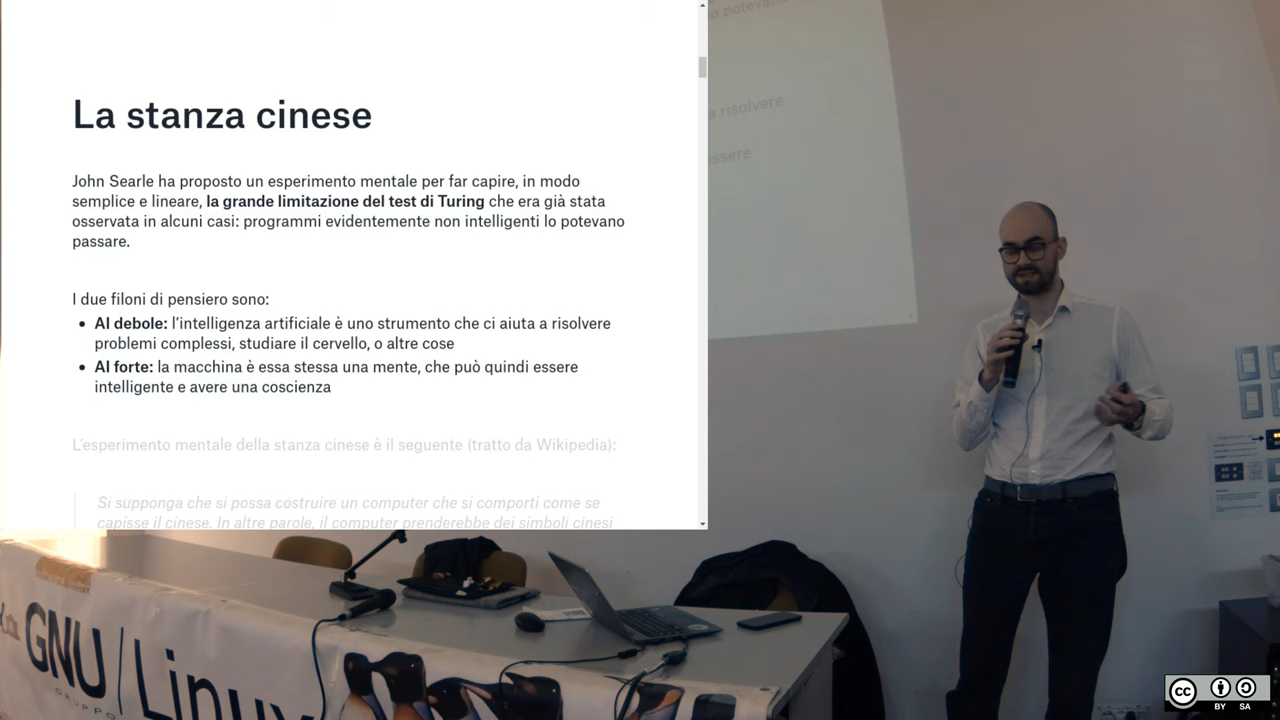 La stanza cinese
John Searle ha proposto un esperimento mentale per far capire, in modo
semplice e lineare, la grande limitazione del test di Turing che era già stata
osservata in alcuni casi: programmi evidentemente non intelligenti lo potevano
passare.
I due filoni di pensiero sono:
• AI debole: l’intelligenza artificiale è uno strumento che ci aiuta a risolvere
problemi complessi, studiare il cervello, o altre cose
• AI forte: la macchina è essa stessa una mente, che può quindi essere
intelligente e avere una coscienza
L’esperimento mentale della stanza cinese è il seguente (tratto da Wikipedia):
Si supponga che si possa costruire un computer che si comporti come se
capisse il cinese. In altre parole, il computer prenderebbe dei simboli cinesi
lo potevano
a risolvere
essere
GNU/Linux
GRUPPO
cc
BY SA